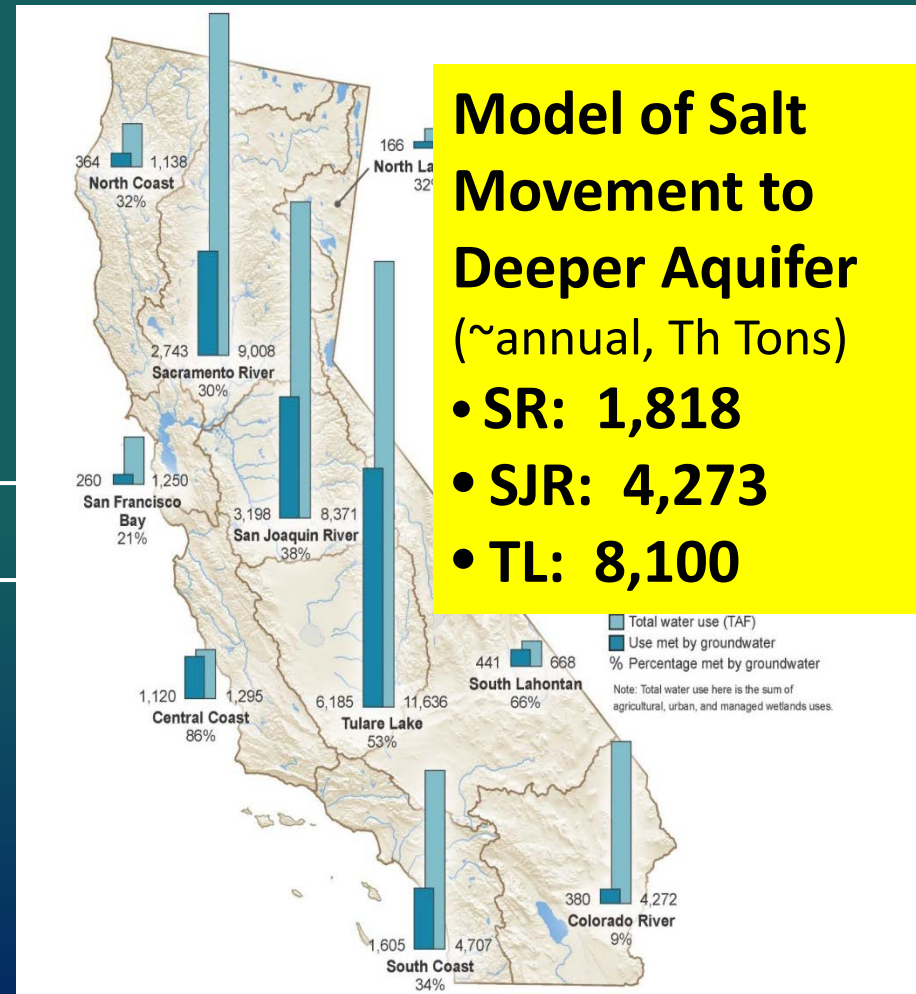 Model of Salt
Movement to
Deeper Aquifer
(~annual, Th Tons)
• SR: 1,818
• SJR: 4,273
• TL: 8,100
364 1,138
North Coast
32%
166
North La
32
2,743 9,008
Sacramento River
30%
260 1,250
San Francisco
Bay
21%
3,198 8,371
San Joaquin River
38%
1,120 1,295
Central Coast
86%
6,185 11,636
Tulare Lake
53%
441 668
South Lahontan
66%
Total water use (TAF)
Use met by groundwater
% Percentage met by groundwater
Note: Total water use here is the sum of
agricultural, urban, and managed wetlands uses.
1,605 4,707
South Coast
34%
380 4,272
Colorado River
9%